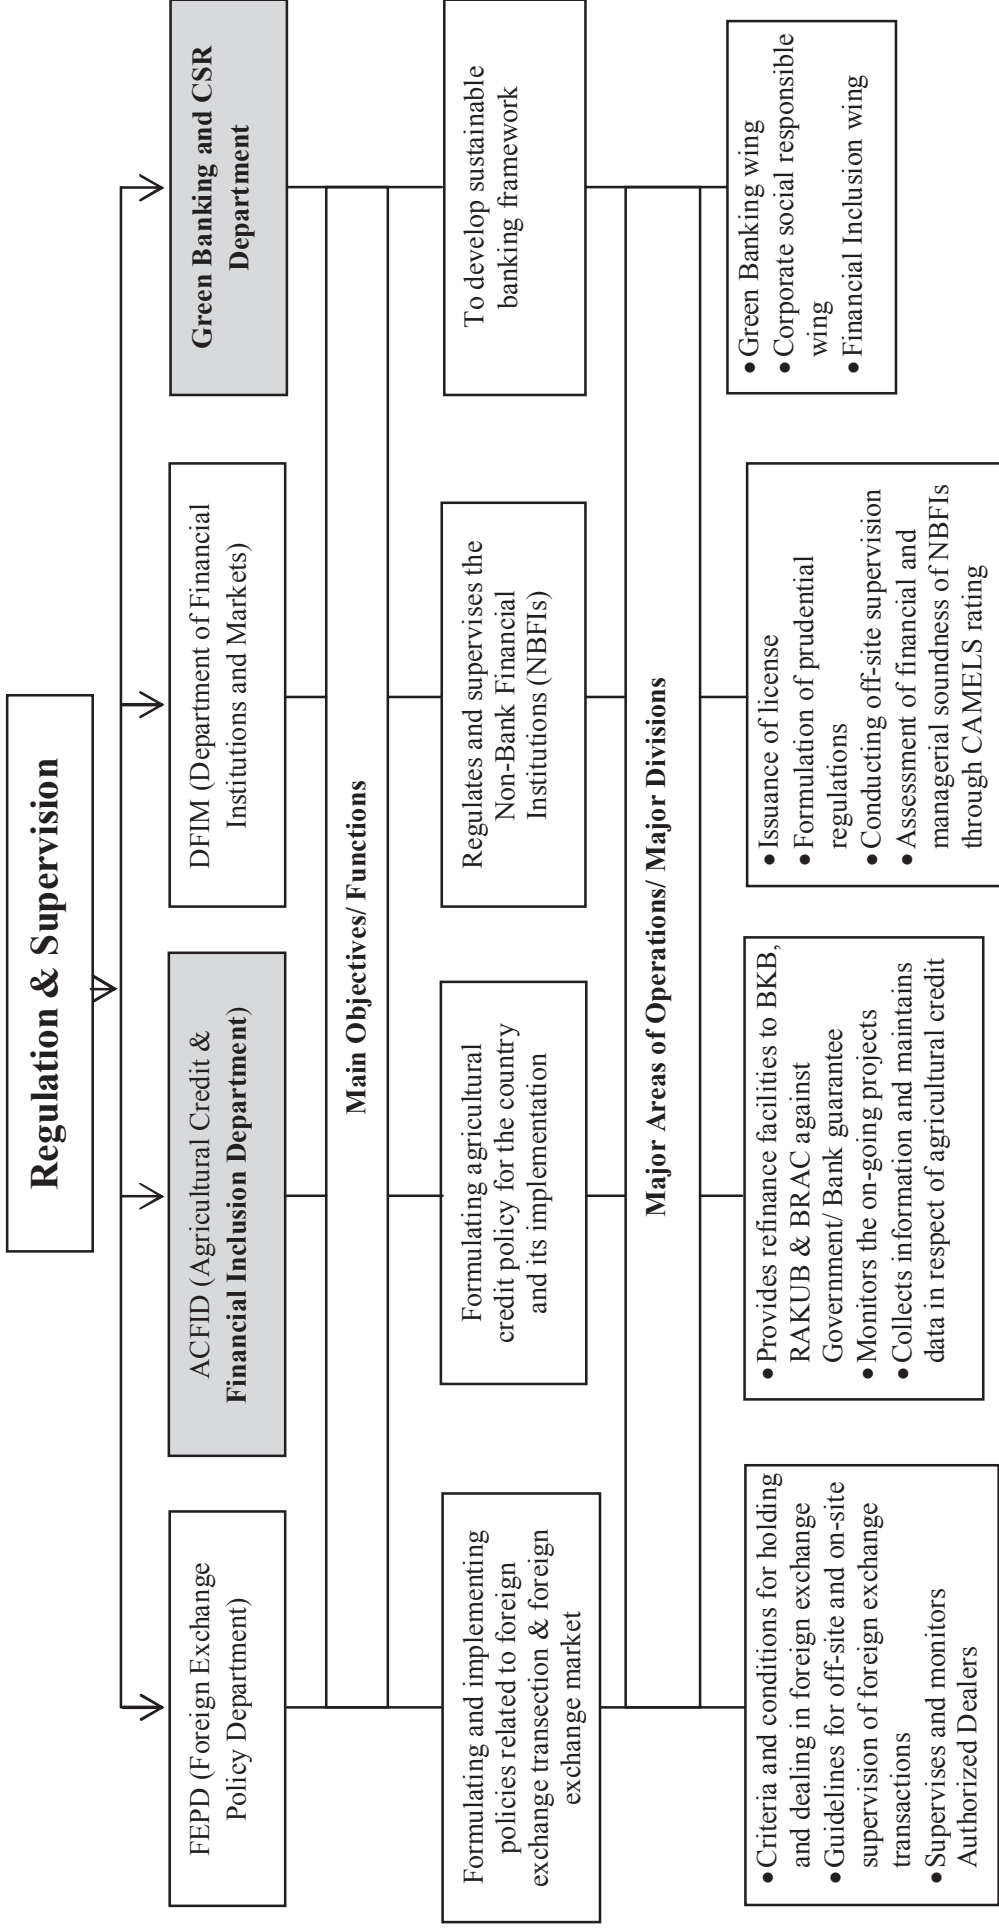 Regulation & Supervision
FEPD (Foreign Exchange
Policy Department)
ACFID (Agricultural Credit &
Financial Inclusion Department)
DFIM (Department of Financial
Institutions and Markets)
Green Banking and CSR
Department
Main Objectives/ Functions
Formulating and implementing
policies related to foreign
exchange transection & foreign
exchange market
Formulating agricultural
credit policy for the country
and its implementation
Regulates and supervises the
Non-Bank Financial
Institutions (NBFIs)
To develop sustainable
banking framework
Major Areas of Operations/ Major Divisions
•Criteria and conditions for holding
and dealing in foreign exchange
•Guidelines for off-site and on-site
supervision of foreign exchange
transactions
•Supervises and monitors
Authorized Dealers
•Provides refinance facilities to BKB,
RAKUB & BRAC against
Government/ Bank guarantee
•Monitors the on-going projects
•Collects information and maintains
data in respect of agricultural credit
•Issuance of license
•Formulation of prudential
regulations
•Conducting off-site supervision
•Assessment of financial and
managerial soundness of NBFIs
through CAMELS rating
•Green Banking wing
•Corporate social responsible
wing
•Financial Inclusion wing